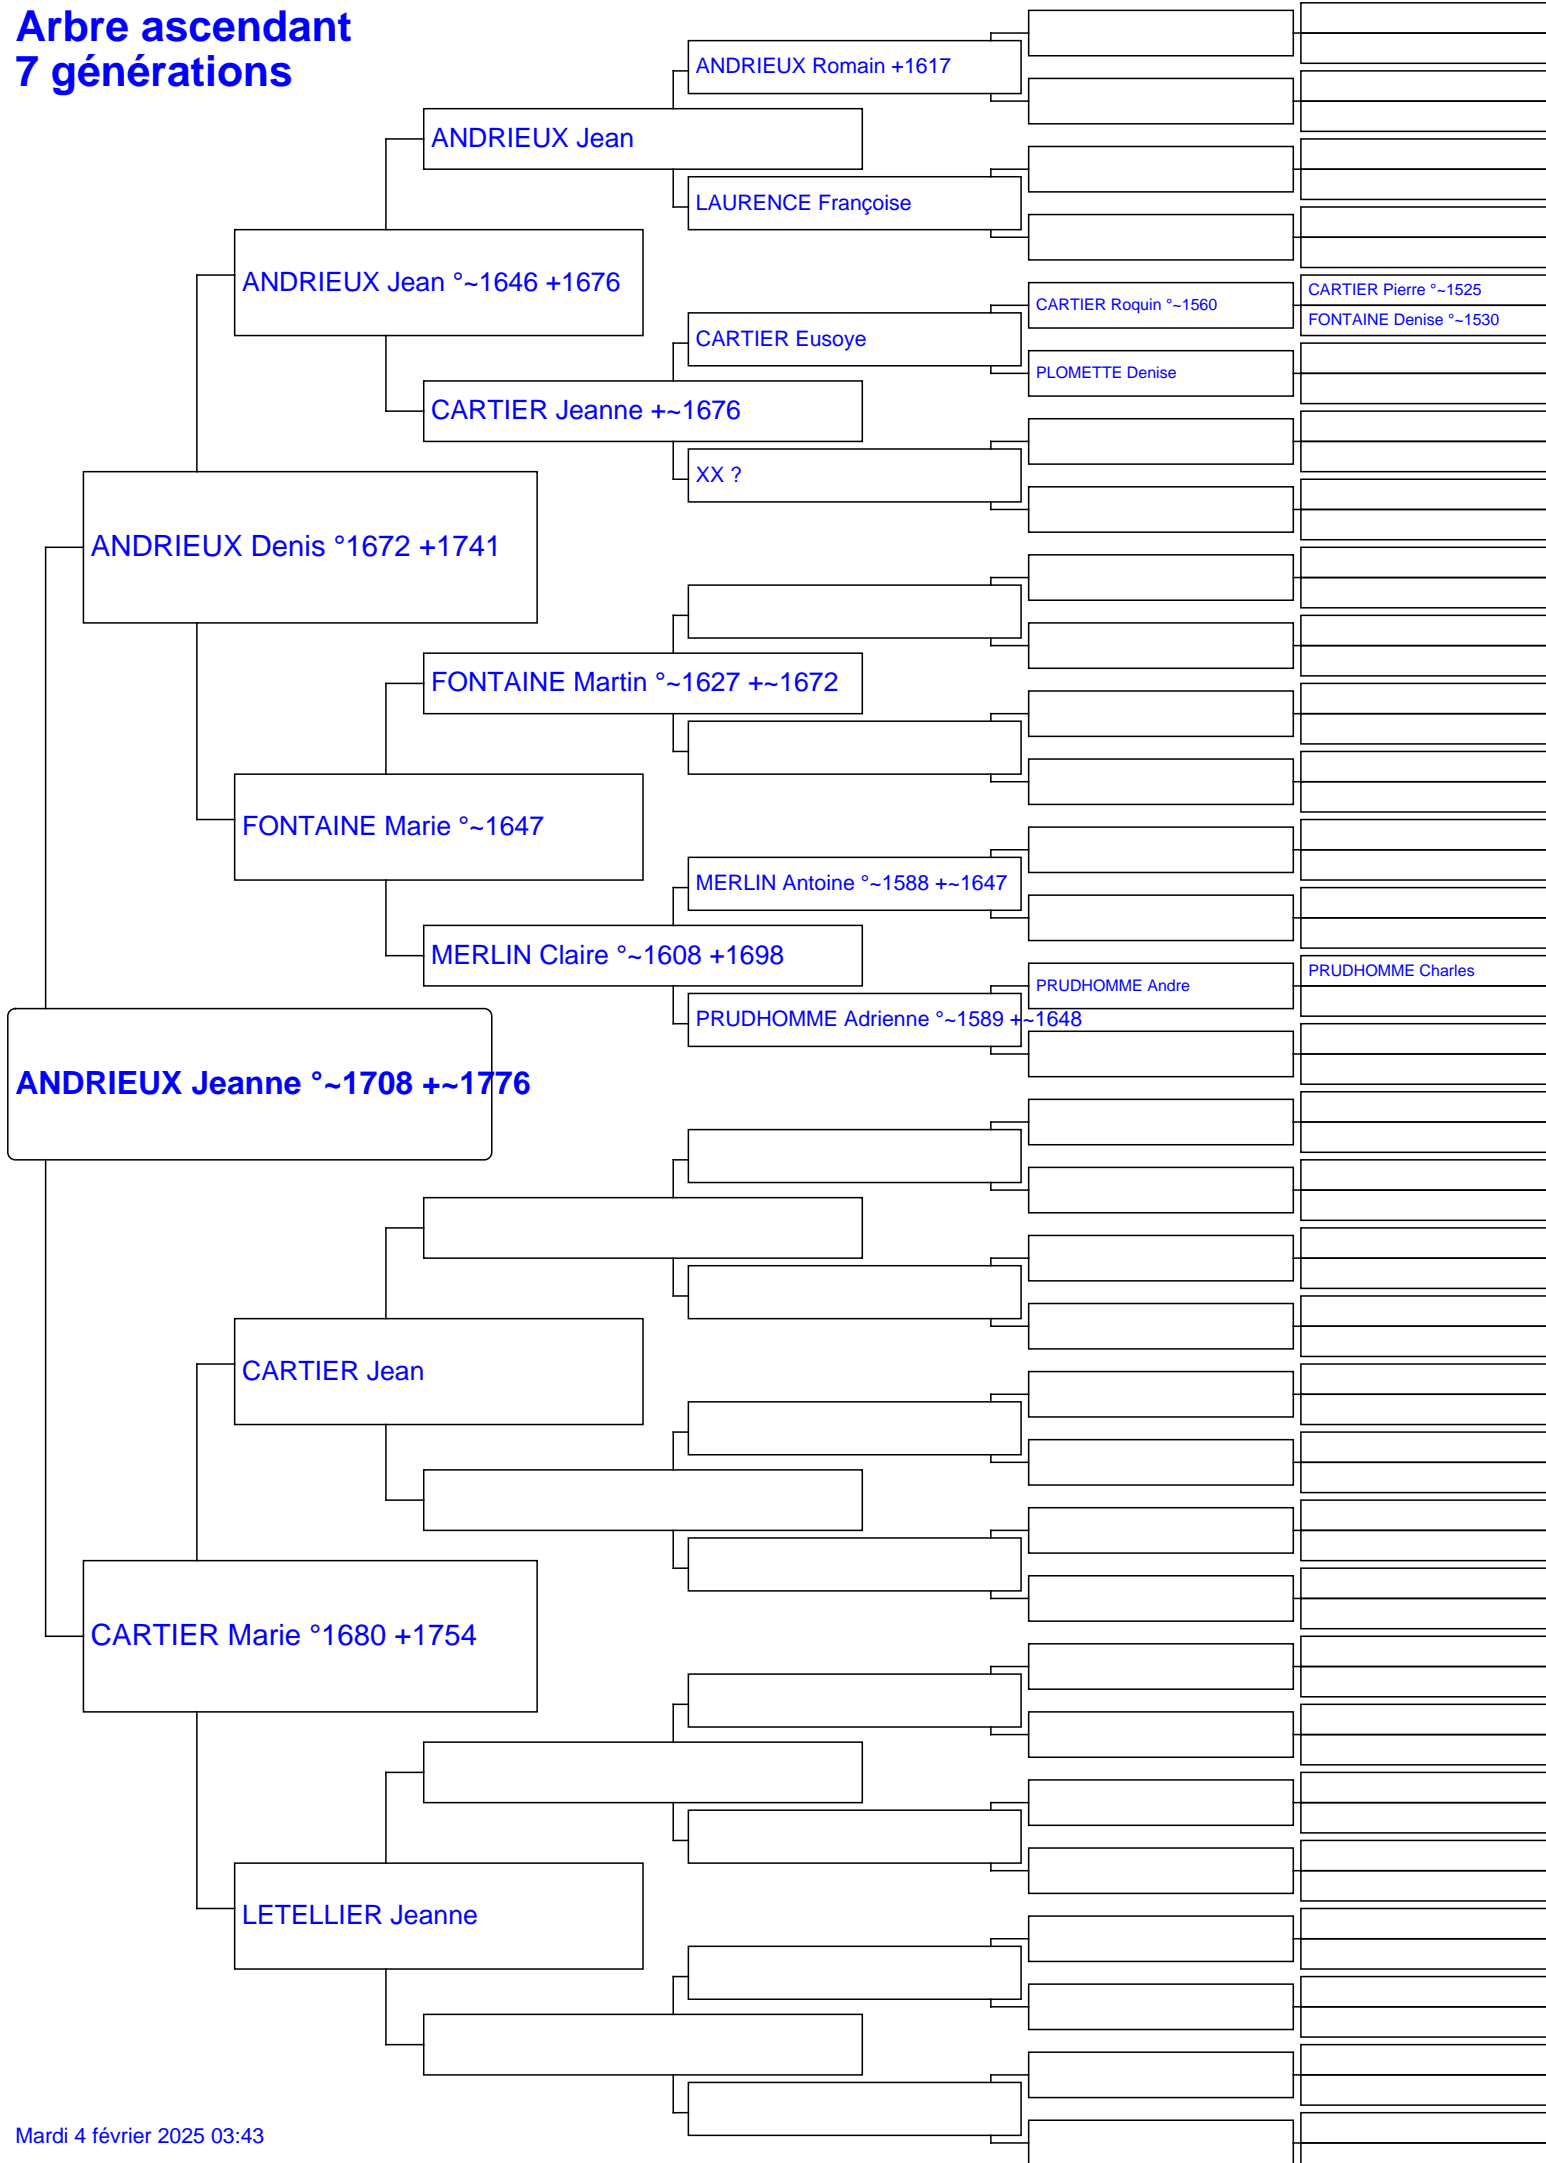 Arbre ascendant
7 générations
ANDRIEUX Romain +1617
ANDRIEUX Jean
LAURENCE Françoise
ANDRIEUX Jean °~1646 +1676
CARTIER Pierre °~1525
CARTIER Roquin °~1560
FONTAINE Denise °~1530
CARTIER Eusoye
PLOMETTE Denise
CARTIER Jeanne +~1676
XX ?
ANDRIEUX Denis °1672 +1741
FONTAINE Martin °~1627 +~1672
FONTAINE Marie °~1647
MERLIN Antoine °~1588 +~1647
MERLIN Claire °~1608 +1698
PRUDHOMME Charles
PRUDHOMME Andre
PRUDHOMME Adrienne °~1589 +~1648
ANDRIEUX Jeanne °~1708 +~1776
CARTIER Jean
CARTIER Marie °1680 +1754
LETELLIER Jeanne
Mardi 4 février 2025 03:43